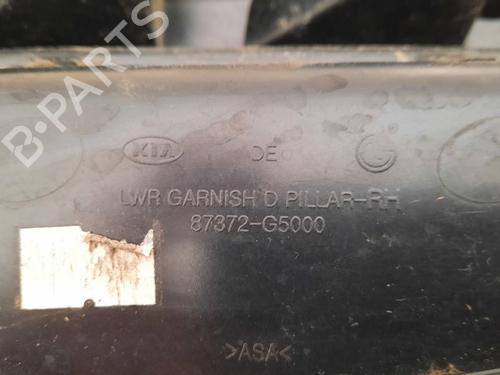 B-PARTS
KIA DE G
LWR GARNISH D PILLAR-RH
87372-G5000
>ASA<